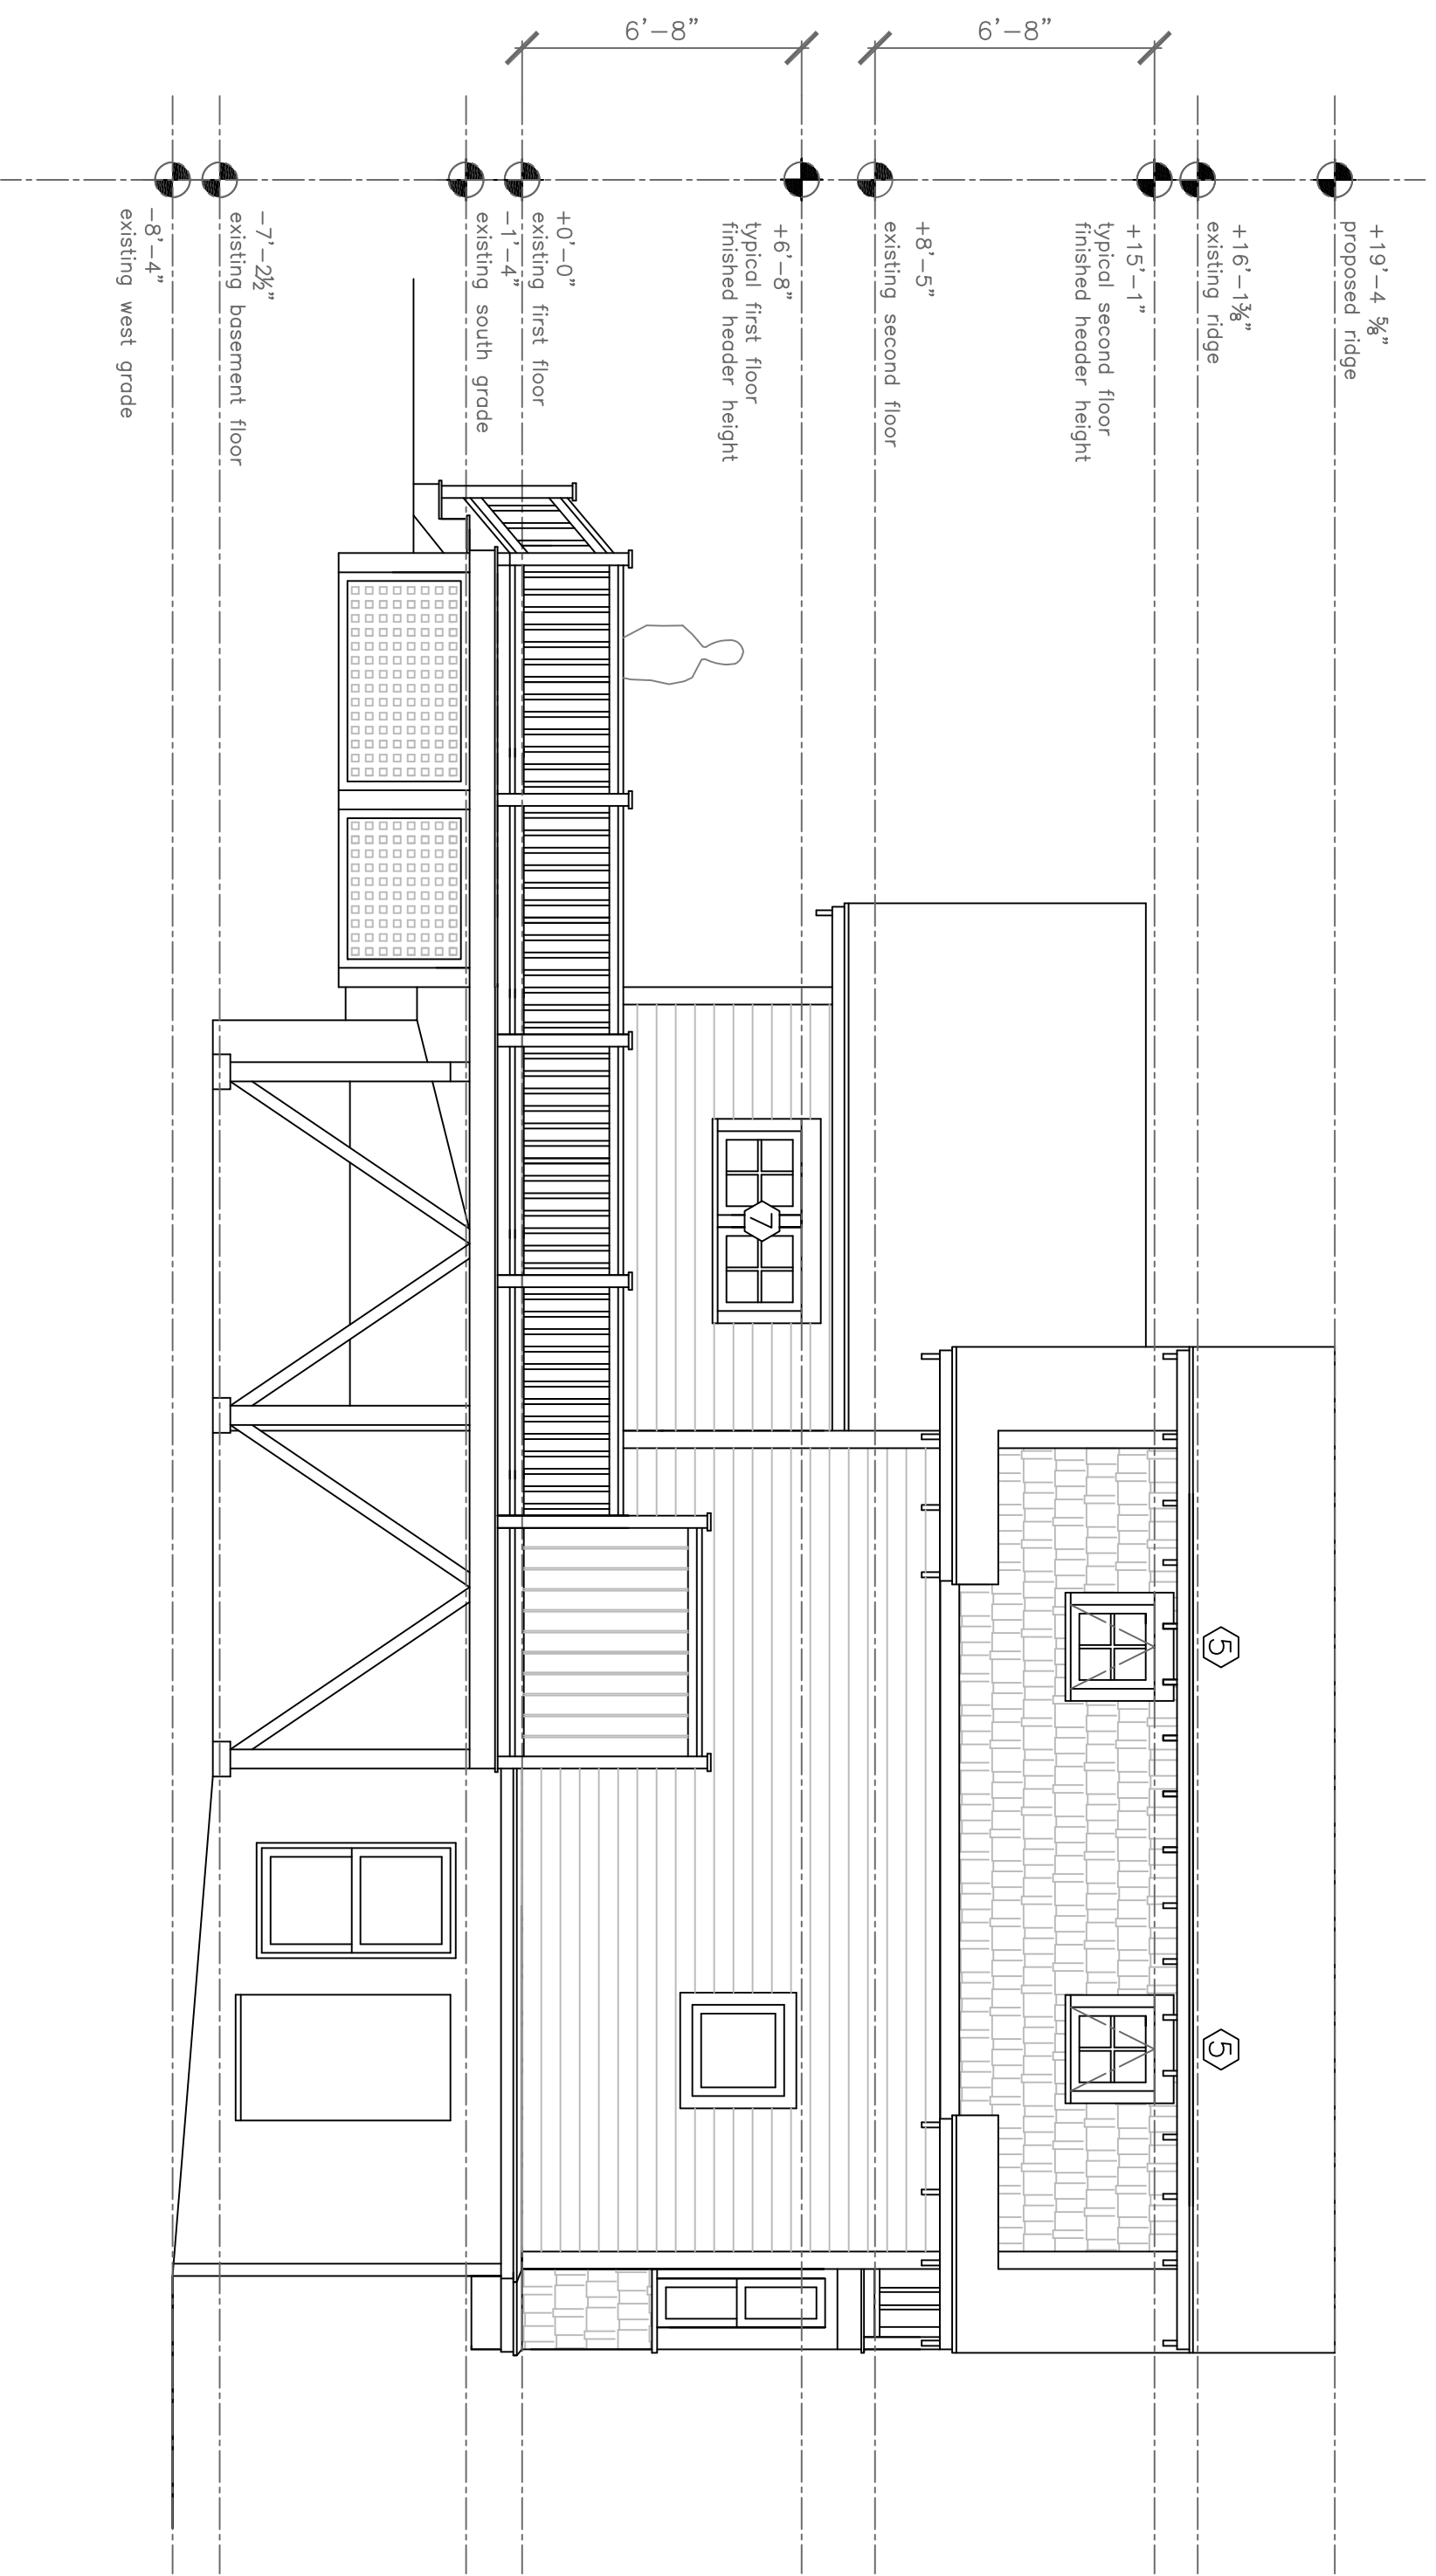 +19'-4 5/8"
proposed ridge
+16'-1⅜"
existing ridge
+15'-1"
typical second floor
finished header height
+8'-5"
existing second floor
+6'-8"
typical first floor
finished header height
+0'-0"
existing first floor
-1'-4"
existing south grade
-7'-2½"
existing basement floor
-8'-4"
existing west grade
6'-8"
6'-8"
5
5
7